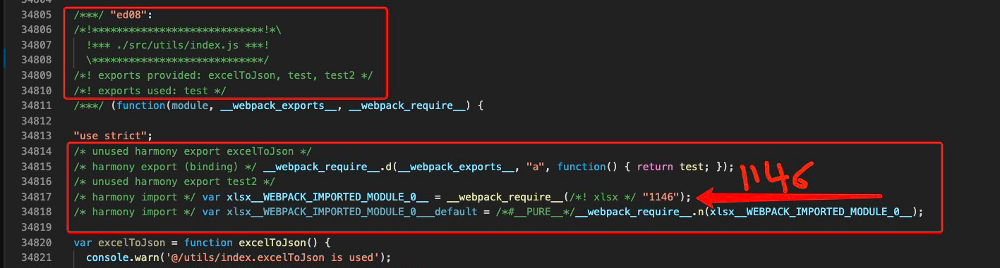 34804
34805 /***/ "ed08":
34806 /*!****************************!*\
34807 !*** ./src/utils/index.js ***!
34808 \****************************/
34809 /*! exports provided: excelToJson, test, test2 */
34810 /*! exports used: test */
34811 /***/ (function(module, __webpack_exports__, __webpack_require__) {
34812
34813 "use strict";
34814 /* unused harmony export excelToJson */
34815 /* harmony export (binding) */ __webpack_require__.d(__webpack_exports__, "a", function() { return test; });
1146
34816 /* unused harmony export test2 */
34817 /* harmony import */ var xlsx__WEBPACK_IMPORTED_MODULE_0__ = __webpack_require__(/*! xlsx */ "1146");
34818 /* harmony import */ var xlsx__WEBPACK_IMPORTED_MODULE_0___default = /*#__PURE__*/__webpack_require__.n(xlsx__WEBPACK_IMPORTED_MODULE_0__);
34819
34820 var excelToJson = function excelToJson() {
34821 console.warn('@/utils/index.excelToJson is used');